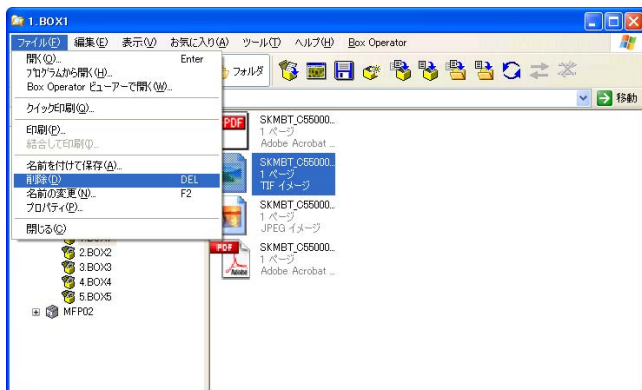 1.BOX1
ファイル(F) 編集(E) 表示(V) お気に入り(A) ツール(T) ヘルプ(H) Box Operator
開く(O)... Enter
プログラムから開く(H)...
Box Operator ビューアーで開く(W)...
クイック印刷(Q)...
印刷(P)...
結合して印刷(I)...
名前を付けて保存(A)...
削除(D) DEL
名前の変更(N)... F2
プロパティ(P)...
閉じる(C)
フォルダ
移動
PDF
SKMBT_C55000...
1 ページ
Adobe Acrobat ...
SKMBT_C55000...
1 ページ
TIF イメージ
SKMBT_C55000...
1 ページ
JPEG イメージ
PDF
Adobe
SKMBT_C55000...
1 ページ
Adobe Acrobat ...
1.BOX1
2.BOX2
3.BOX3
4.BOX4
5.BOX5
MFP02